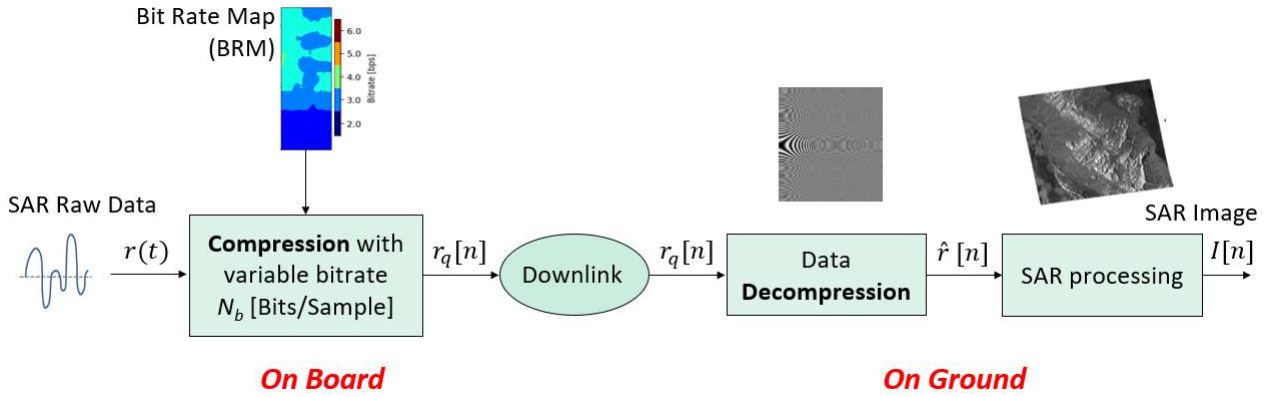 Bit Rate Map
(BRM)
6.0
5.0
4.0
3.0
2.0
Bitrate [bps]
SAR Raw Data
r(t)
Compression with
variable bitrate
N_b [Bits/Sample]
r_q[n]
Downlink
r_q[n]
Data
Decompression
r̂ [n]
SAR processing
SAR Image
I[n]
On Board
On Ground